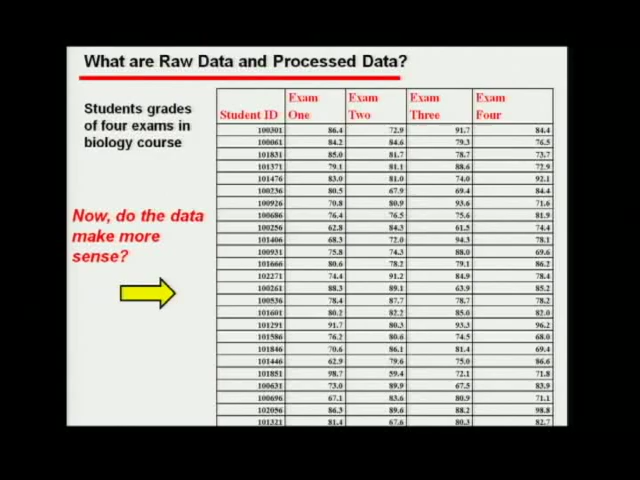 What are Raw Data and Processed Data?
Students grades
of four exams in
biology course
Now, do the data
make more
sense?
Student ID Exam One Exam Two Exam Three Exam Four
100301 86.4 72.9 91.7 84.4
100061 84.2 84.6 79.3 76.5
101831 85.0 81.7 78.7 73.7
101371 79.1 81.1 88.6 72.9
101476 83.0 81.0 74.0 92.1
100236 80.5 67.9 69.4 84.4
100926 70.8 80.9 93.6 71.6
100686 76.4 76.5 75.6 81.9
100256 62.8 84.3 61.5 74.4
101406 68.3 72.0 94.3 78.1
100931 75.8 74.3 88.0 69.6
101666 80.6 78.2 79.1 86.2
102271 74.4 91.2 84.9 78.4
100261 88.3 89.1 63.9 85.2
100536 78.4 87.7 78.7 78.2
101601 80.2 82.2 85.0 82.0
101291 91.7 80.3 93.3 96.2
101586 76.2 80.6 74.5 68.0
101846 70.6 86.1 81.4 69.4
101446 62.9 79.6 75.0 86.6
101851 98.7 59.4 72.1 71.8
100631 73.0 89.9 67.5 83.9
100696 67.1 83.6 80.9 71.1
102056 86.3 89.6 88.2 98.8
101321 81.4 67.6 80.3 82.7